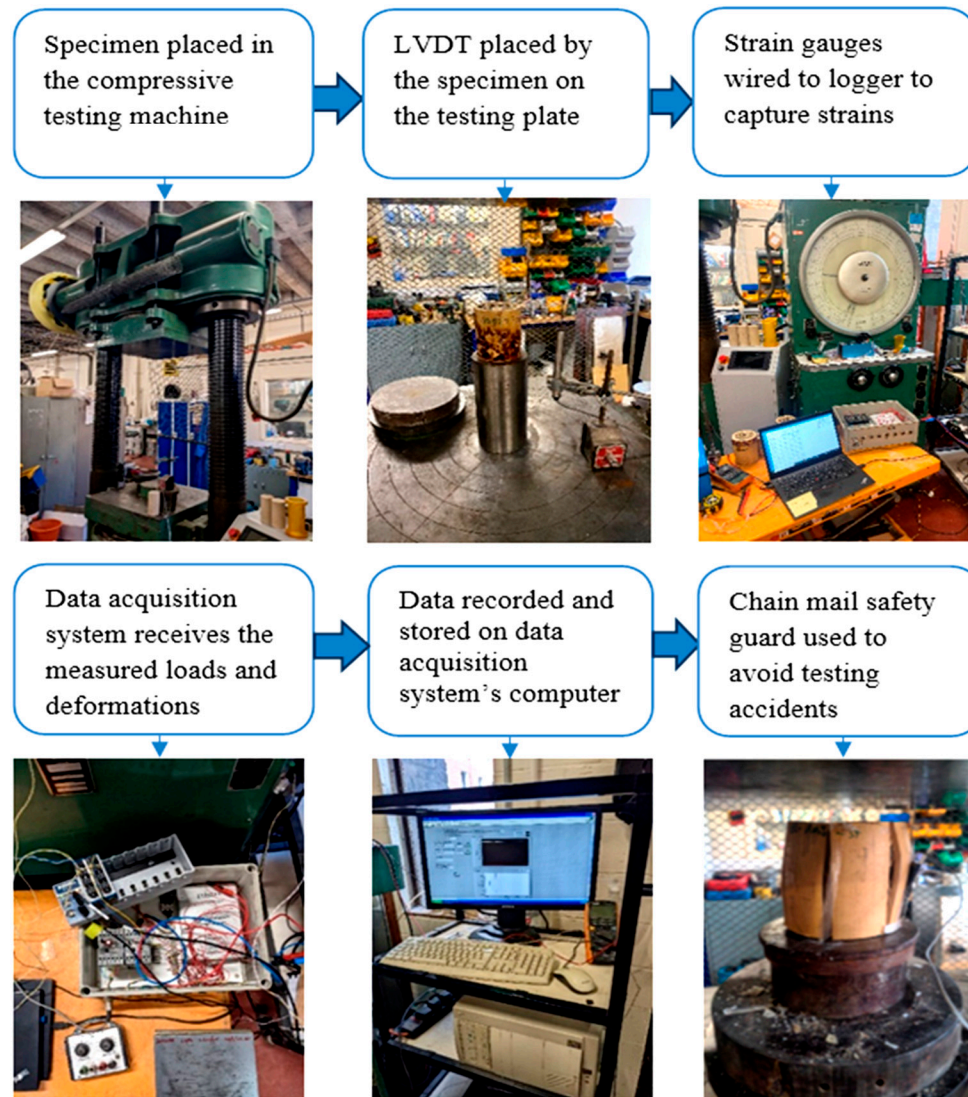 Specimen placed in
the compressive
testing machine
LVDT placed by
the specimen on
the testing plate
Strain gauges
wired to logger to
capture strains
Data acquisition
system receives the
measured loads and
deformations
Data recorded and
stored on data
acquisition
system's computer
Chain mail safety
guard used to
avoid testing
accidents